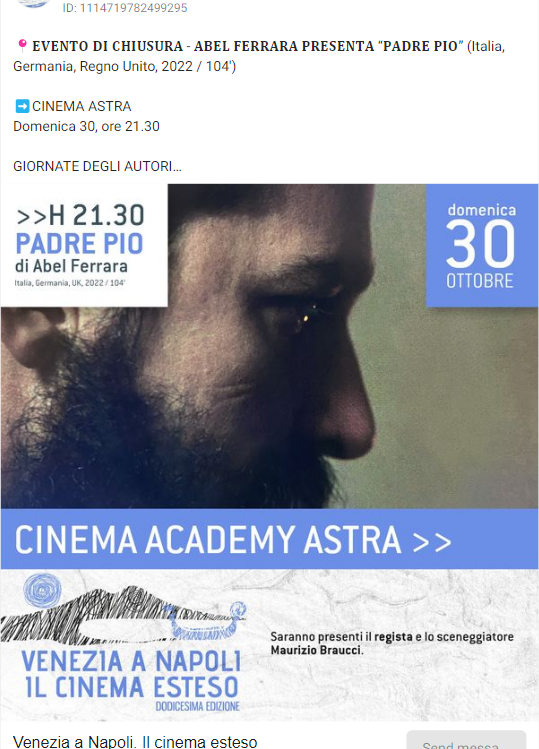 ID: 1114719782499295
📍 EVENTO DI CHIUSURA - ABEL FERRARA PRESENTA "PADRE PIO" (Italia,
Germania, Regno Unito, 2022 / 104')
➡️CINEMA ASTRA
Domenica 30, ore 21.30
GIORNATE DEGLI AUTORI...
>>H 21.30
PADRE PIO
di Abel Ferrara
Italia, Germania, UK, 2022 / 104'
domenica
30
OTTOBRE
CINEMA ACADEMY ASTRA >>
VENEZIA A NAPOLI
IL CINEMA ESTESO
DODICESIMA EDIZIONE
Saranno presenti il regista e lo sceneggiatore
Maurizio Braucci.
Venezia a Napoli. Il cinema esteso
Send messa